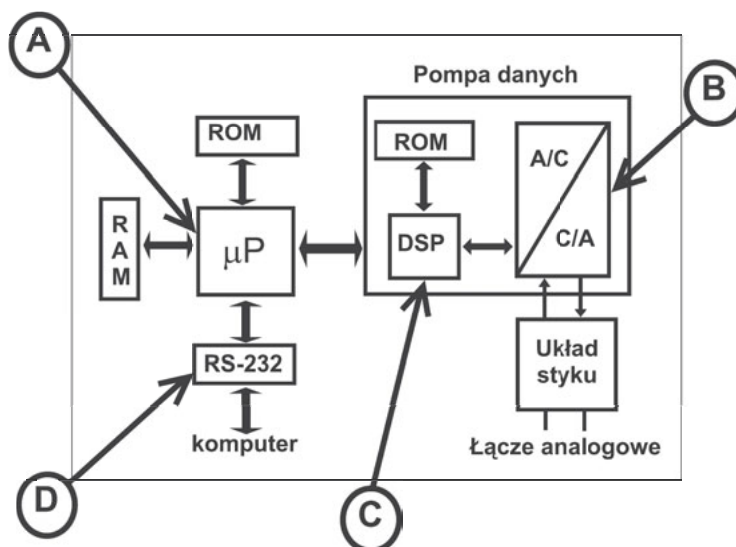 A
Pompa danych
B
ROM
ROM
A/C
R
A
M
µP
DSP
C/A
RS-232
Układ
styku
komputer
Łącze analogowe
D
C